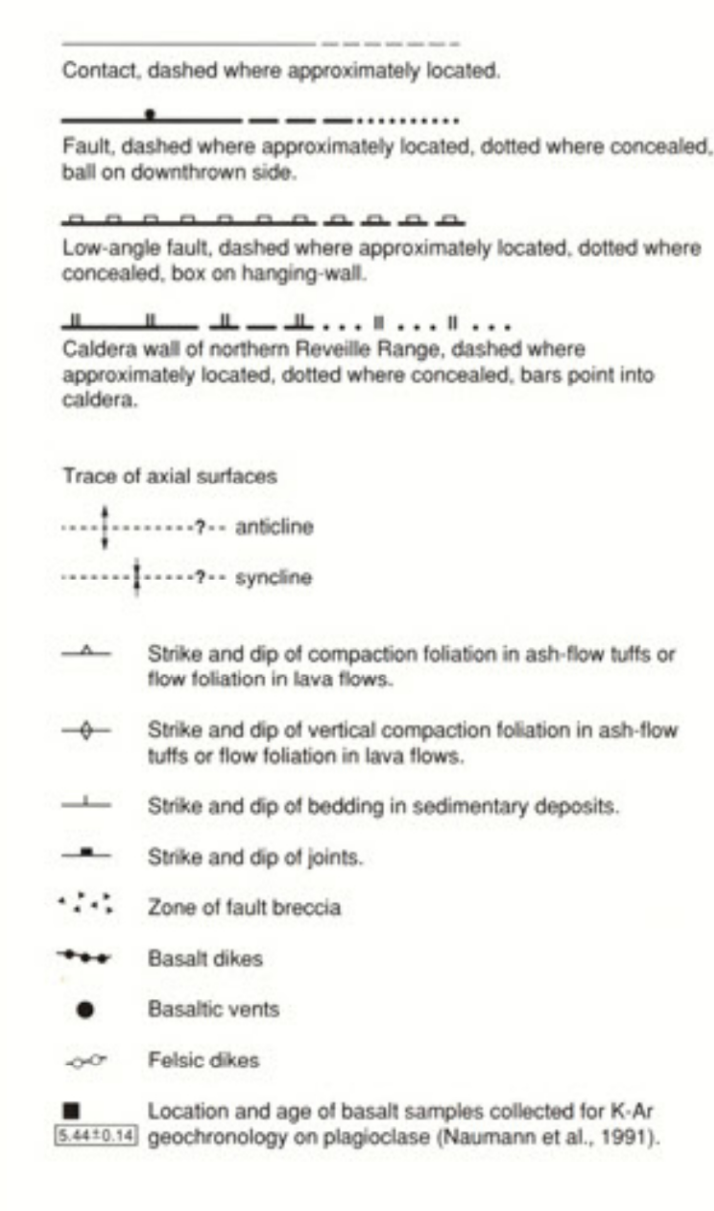 Contact, dashed where approximately located.
Fault, dashed where approximately located, dotted where concealed,
ball on downthrown side.
Low-angle fault, dashed where approximately located, dotted where
concealed, box on hanging-wall.
Caldera wall of northern Reveille Range, dashed where
approximately located, dotted where concealed, bars point into
caldera.
Trace of axial surfaces
? anticline
? syncline
Strike and dip of compaction foliation in ash-flow tuffs or
flow foliation in lava flows.
Strike and dip of vertical compaction foliation in ash-flow
tuffs or flow foliation in lava flows.
Strike and dip of bedding in sedimentary deposits.
Strike and dip of joints.
Zone of fault breccia
Basalt dikes
Basaltic vents
Felsic dikes
Location and age of basalt samples collected for K-Ar
5.44±0.14 geochronology on plagioclase (Naumann et al., 1991).